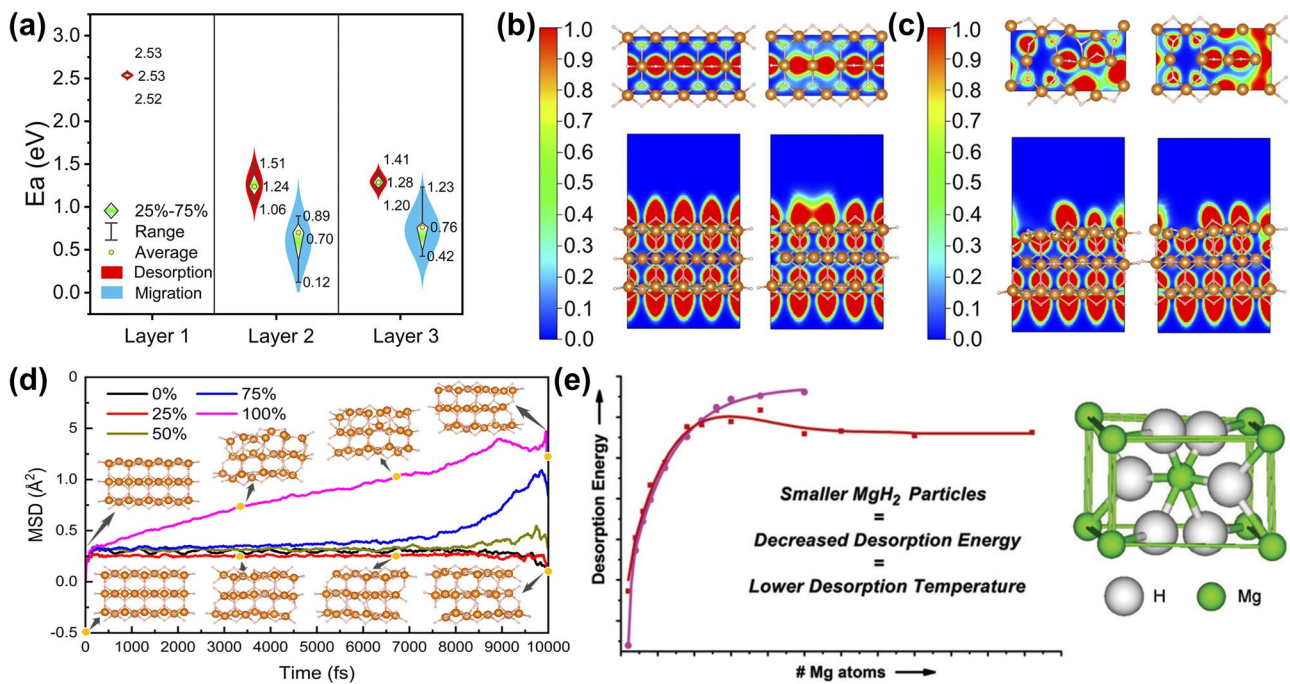 (a)
3.0
2.5
2.0
1.5
1.0
0.5
0.0
Ea (eV)
2.53
2.53
2.52
1.51
1.24
1.06
0.89
0.70
0.12
1.41
1.28
1.20
1.23
0.76
0.42
25%-75%
Range
Average
Desorption
Migration
Layer 1
Layer 2
Layer 3
(b)
1.0
0.9
0.8
0.7
0.6
0.5
0.4
0.3
0.2
0.1
0.0
(c)
1.0
0.9
0.8
0.7
0.6
0.5
0.4
0.3
0.2
0.1
0.0
(d)
0
5
1.0
0.5
0.0
-0.5
MSD (Å²)
0%
25%
50%
75%
100%
0 1000 2000 3000 4000 5000 6000 7000 8000 9000 10000
Time (fs)
(e)
Desorption Energy
Smaller MgH₂ Particles
=
Decreased Desorption Energy
=
Lower Desorption Temperature
# Mg atoms
H
Mg